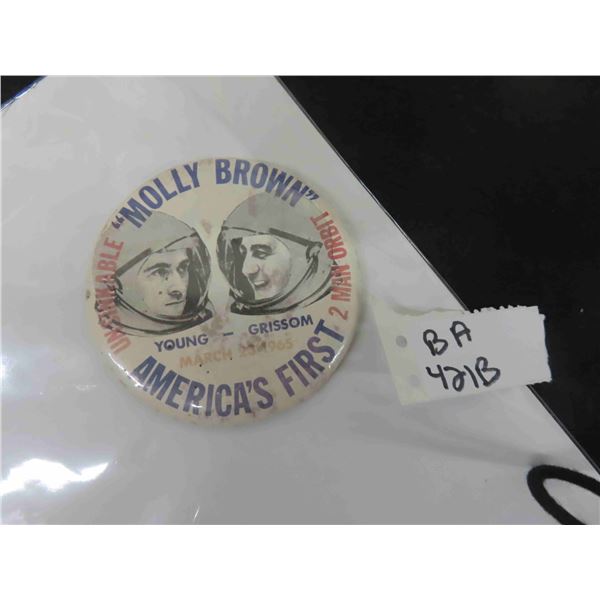 UNSINKABLE "MOLLY BROWN" 2 MAN ORBIT
YOUNG — GRISSOM
MARCH 23, 1965
AMERICA'S FIRST
BA
421B